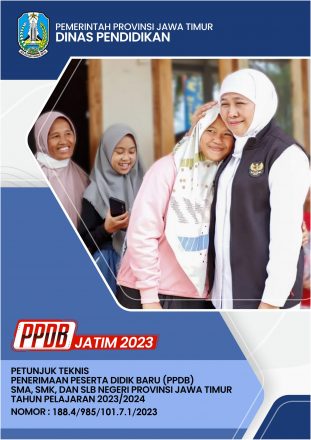 PEMERINTAH PROVINSI JAWA TIMUR
DINAS PENDIDIKAN
PPDB JATIM 2023
PETUNJUK TEKNIS
PENERIMAAN PESERTA DIDIK BARU (PPDB)
SMA, SMK, DAN SLB NEGERI PROVINSI JAWA TIMUR
TAHUN PELAJARAN 2023/2024
NOMOR : 188.4/985/101.7.1/2023